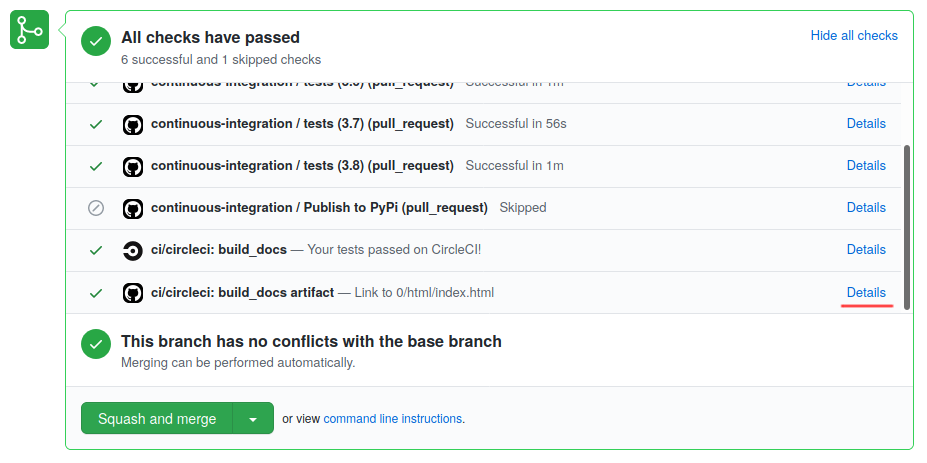 All checks have passed
Hide all checks
6 successful and 1 skipped checks
continuous-integration / tests (3.6) (pull_request) Successful in 1m Details
continuous-integration / tests (3.7) (pull_request) Successful in 56s Details
continuous-integration / tests (3.8) (pull_request) Successful in 1m Details
continuous-integration / Publish to PyPi (pull_request) Skipped Details
ci/circleci: build_docs — Your tests passed on CircleCI! Details
ci/circleci: build_docs artifact — Link to 0/html/index.html Details
This branch has no conflicts with the base branch
Merging can be performed automatically.
Squash and merge or view command line instructions.